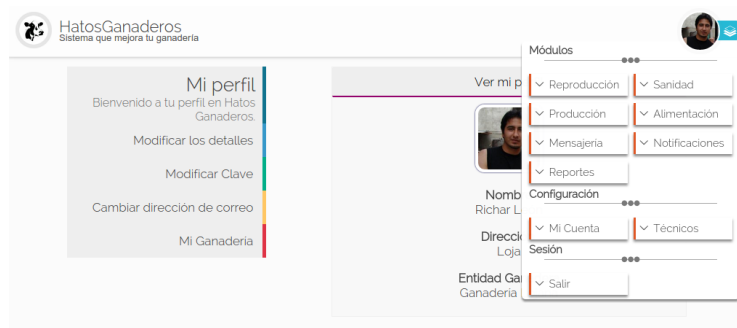 HatosGanaderos
Sistema que mejora tu ganadería
Mi perfil
Bienvenido a tu perfil en Hatos
Ganaderos.
Modificar los detalles
Modificar Clave
Cambiar dirección de correo
Mi Ganaderia
Ver mi p
Nomb
Richar L
Direcci
Loja
Entidad Ga
Ganaderia
Módulos
Reproducción
Sanidad
Producción
Alimentación
Mensajeria
Notificaciones
Reportes
Configuración
Mi Cuenta
Técnicos
Sesión
Salir